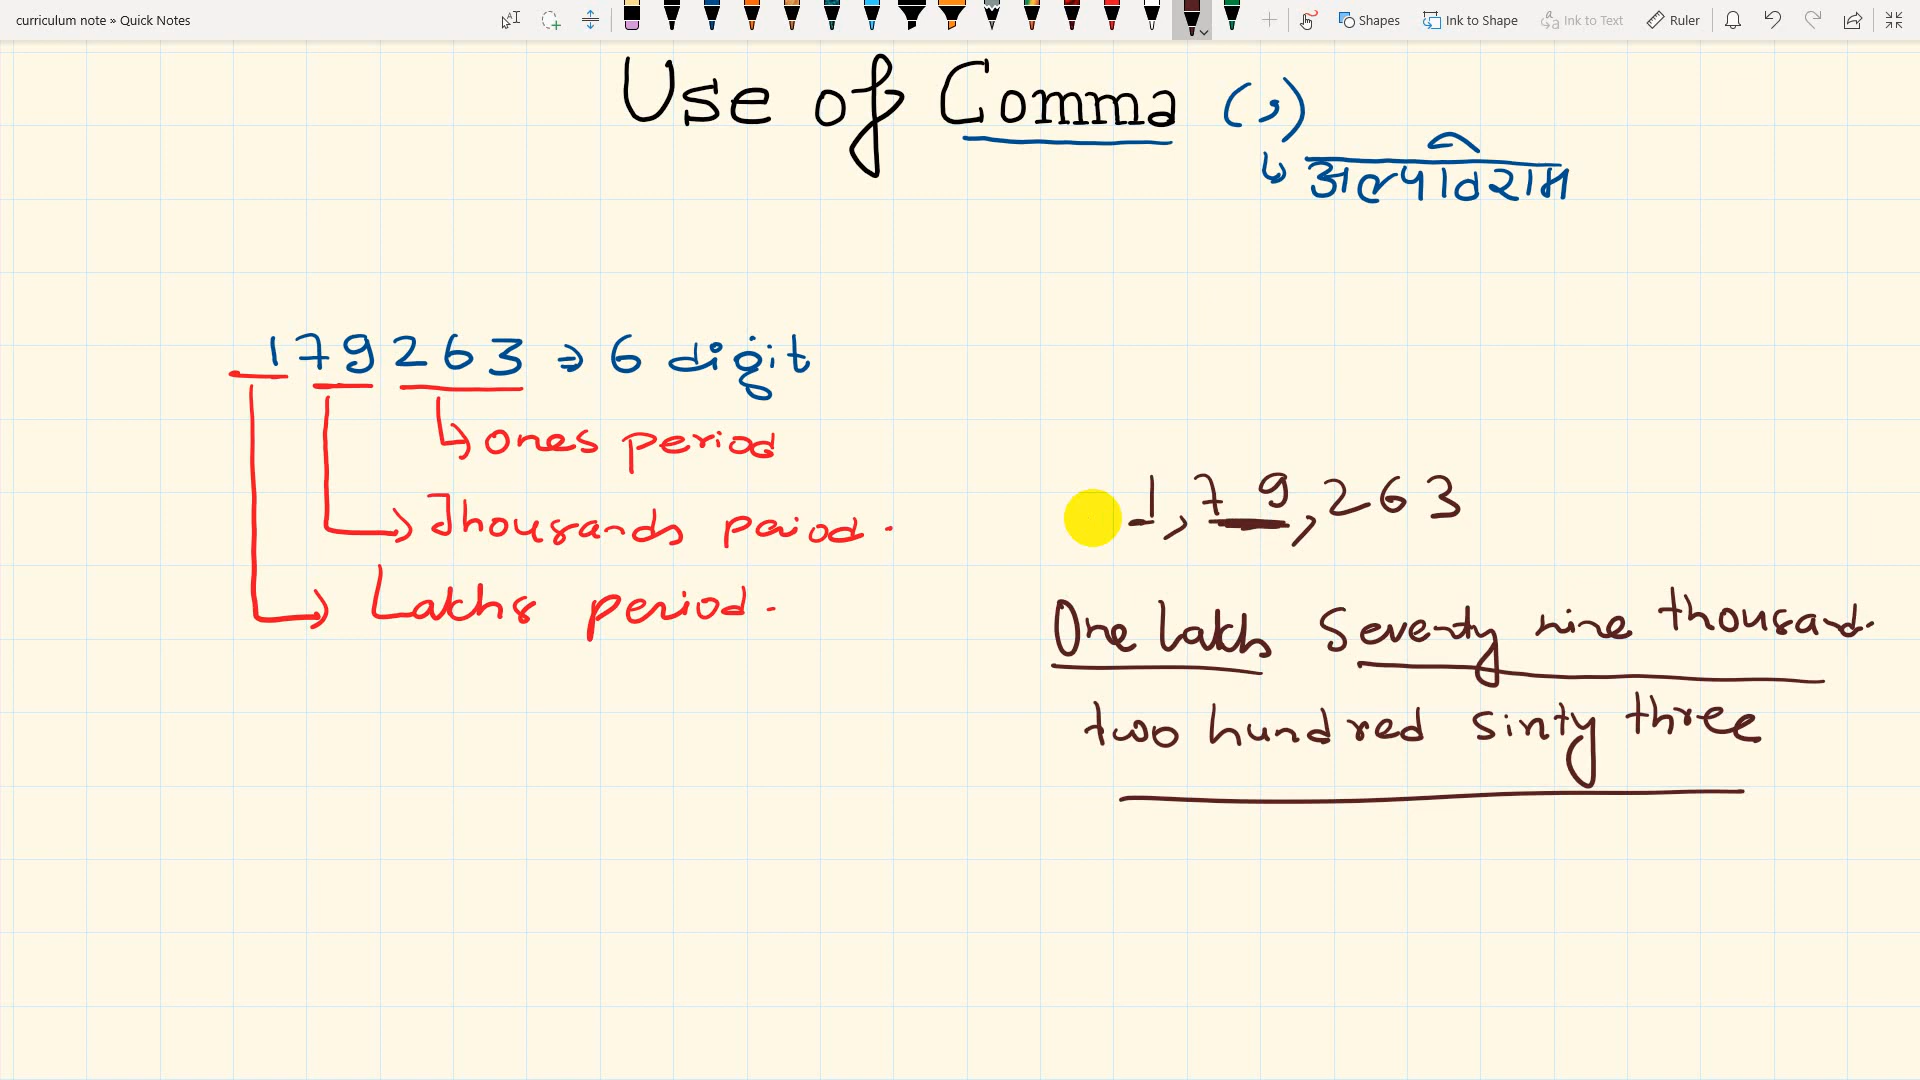 curriculum note » Quick Notes
Shapes Ink to Shape Ink to Text Ruler
Use of Comma (,)
↳ अल्पविराम
179263 ⇒ 6 digit
↳ ones period
→ Thousands peiod.
→ Lakhs period.
1,79,263
One lakh Seventy nine thousand.
two hundred sinty three